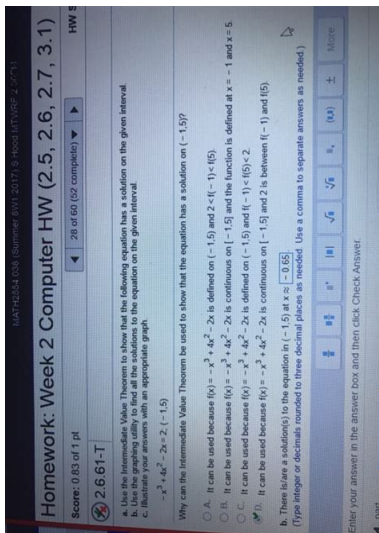 MATH2554 036 (Summer 8W1 2017) S Hood MTWRF
Homework: Week 2 Computer HW (2.5, 2.6, 2.7, 3.1)
Score: 0.83 of 1 pt
28 of 60 (52 complete)
HW S
2.6.61-T
a. Use the Intermediate Value Theorem to show that the following equation has a solution on the given interval.
b. Use the graphing utility to find all the solutions to the equation on the given interval.
c. Illustrate your answers with an appropriate graph.
-x³ + 4x² - 2x = 2; (-1,5)
Why can the Intermediate Value Theorem be used to show that the equation has a solution on (-1,5)?
A. It can be used because f(x) = -x³ + 4x² - 2x is defined on (-1,5) and 2<f(-1)<f(5).
B. It can be used because f(x) = -x³ + 4x² - 2x is continuous on [-1,5] and the function is defined at x = -1 and x = 5.
C. It can be used because f(x) = -x³ + 4x² - 2x is defined on (-1,5) and f(-1)<f(5)<2.
D. It can be used because f(x) = -x³ + 4x² - 2x is continuous on [-1,5] and 2 is between f(-1) and f(5).
b. There is/are a solution(s) to the equation in (-1,5) at x ≈ -0.65
(Type integer or decimals rounded to three decimal places as needed. Use a comma to separate answers as needed.)
(x,x)
±
More
Enter your answer in the answer box and then click Check Answer.